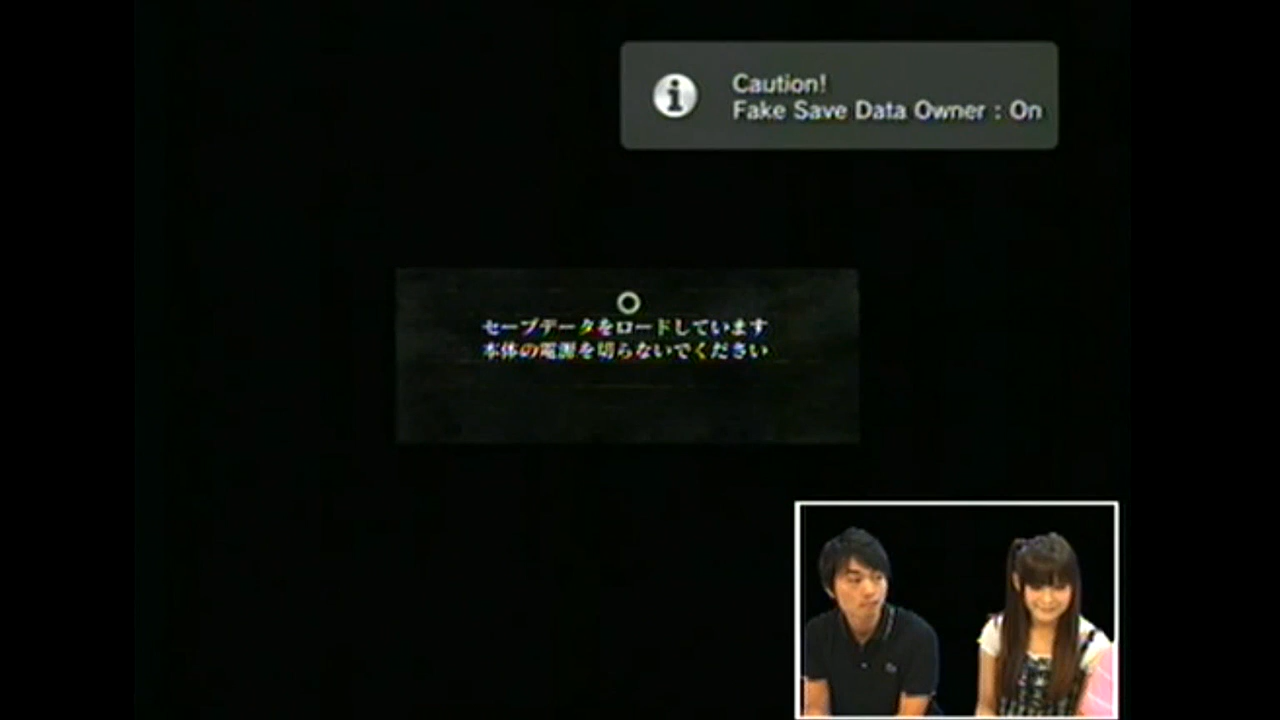 Caution!
Fake Save Data Owner : On
セーブデータをロードしています
本体の電源を切らないでください